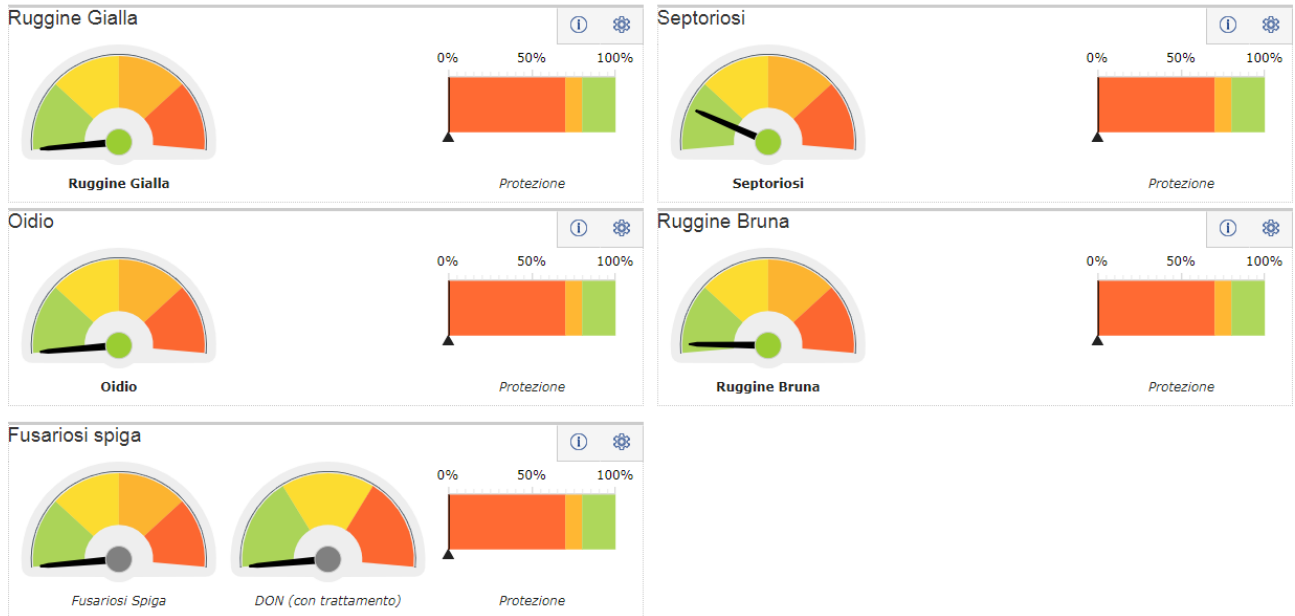 Ruggine Gialla
0% 50% 100%
Ruggine Gialla
Protezione
Septoriosi
0% 50% 100%
Septoriosi
Protezione
Oidio
0% 50% 100%
Oidio
Protezione
Ruggine Bruna
0% 50% 100%
Ruggine Bruna
Protezione
Fusariosi spiga
0% 50% 100%
Fusariosi Spiga
DON (con trattamento)
Protezione